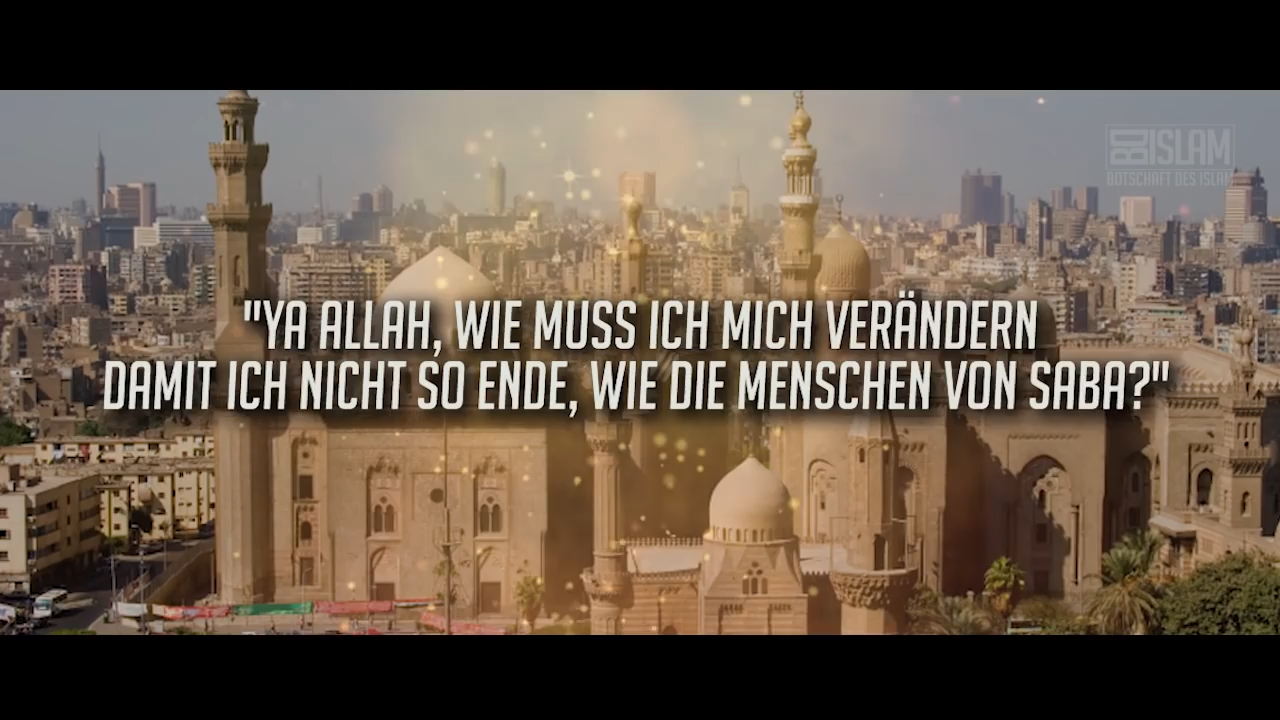 BDI ISLAM
BOTSCHAFT DES ISLAM
"YA ALLAH, WIE MUSS ICH MICH VERÄNDERN
DAMIT ICH NICHT SO ENDE, WIE DIE MENSCHEN VON SABA?"